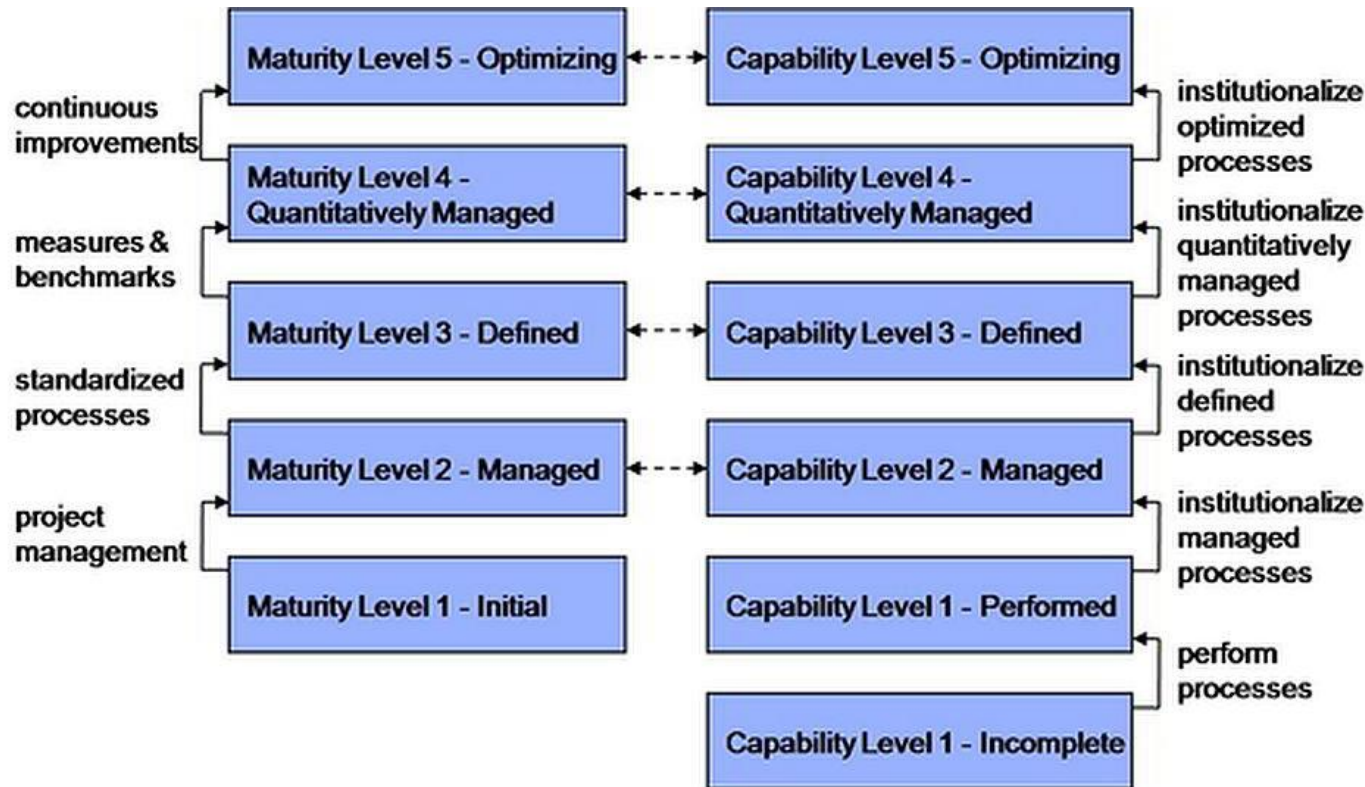 Maturity Level 5 - Optimizing
Capability Level 5 - Optimizing
continuous
improvements
institutionalize
optimized
processes
Maturity Level 4 -
Quantitatively Managed
Capability Level 4 -
Quantitatively Managed
measures &
benchmarks
institutionalize
quantitatively
managed
processes
Maturity Level 3 - Defined
Capability Level 3 - Defined
standardized
processes
institutionalize
defined
processes
Maturity Level 2 - Managed
Capability Level 2 - Managed
project
management
institutionalize
managed
processes
Maturity Level 1 - Initial
Capability Level 1 - Performed
perform
processes
Capability Level 1 - Incomplete